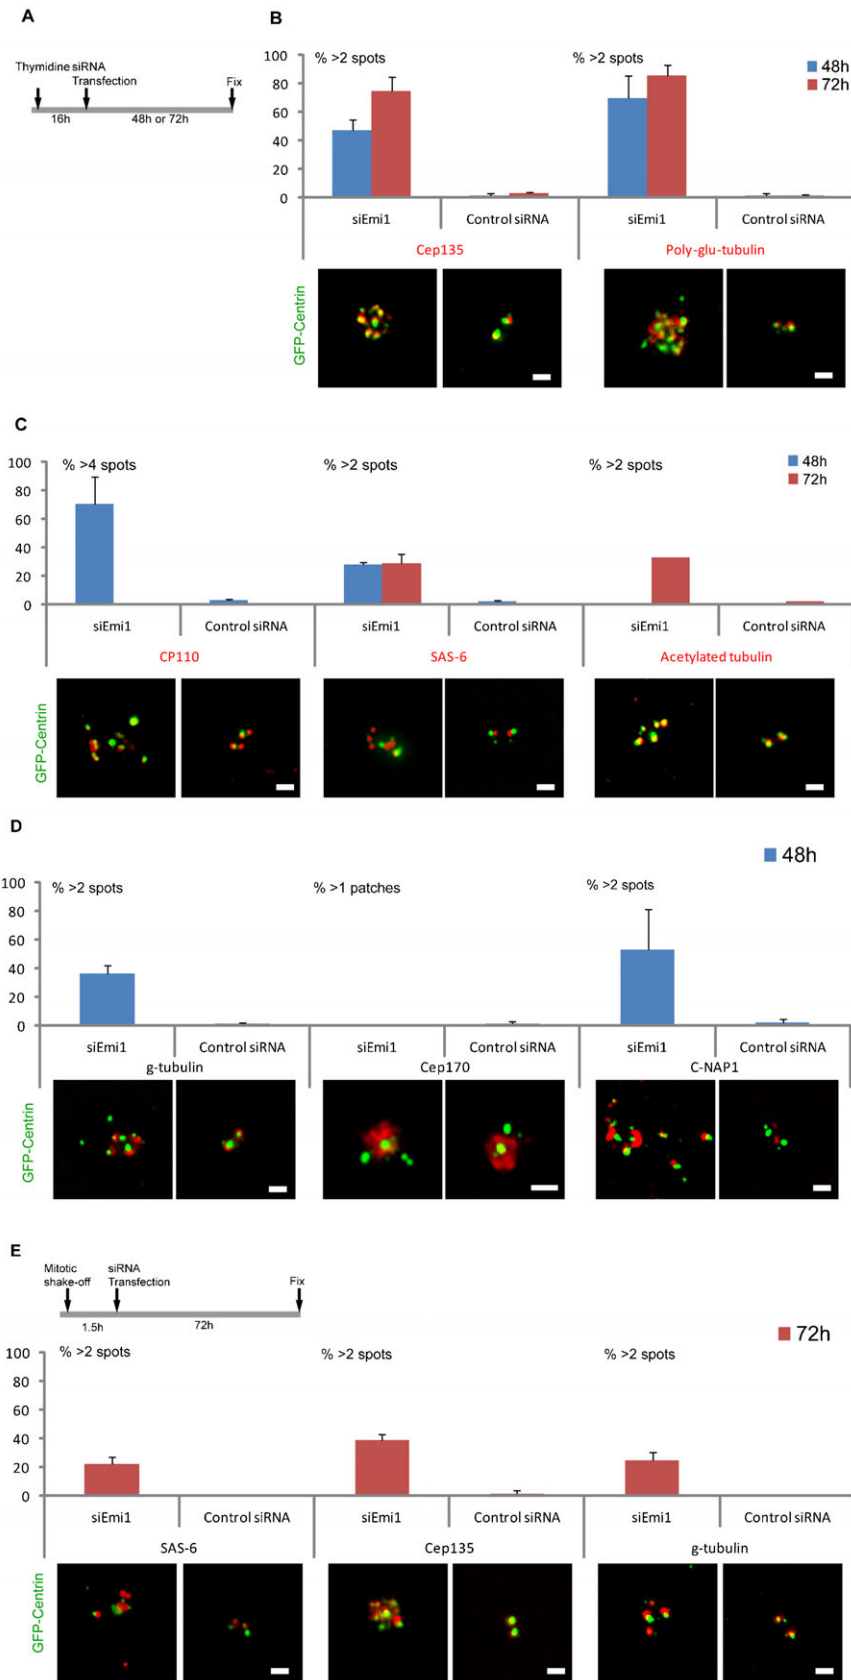 A
Thymidine siRNA
Transfection
Fix
16h
48h or 72h
B
% >2 spots
% >2 spots
48h
72h
100
80
60
40
20
0
siEmi1
Control siRNA
siEmi1
Control siRNA
Cep135
Poly-glu-tubulin
GFP-Centrin
C
% >4 spots
% >2 spots
% >2 spots
48h
72h
100
80
60
40
20
0
siEmi1
Control siRNA
siEmi1
Control siRNA
siEmi1
Control siRNA
CP110
SAS-6
Acetylated tubulin
GFP-Centrin
D
48h
% >2 spots
% >1 patches
% >2 spots
100
80
60
40
20
0
siEmi1
Control siRNA
siEmi1
Control siRNA
siEmi1
Control siRNA
g-tubulin
Cep170
C-NAP1
GFP-Centrin
E
Mitotic
shake-off
siRNA
Transfection
Fix
1.5h
72h
72h
% >2 spots
% >2 spots
% >2 spots
100
80
60
40
20
0
siEmi1
Control siRNA
siEmi1
Control siRNA
siEmi1
Control siRNA
SAS-6
Cep135
g-tubulin
GFP-Centrin